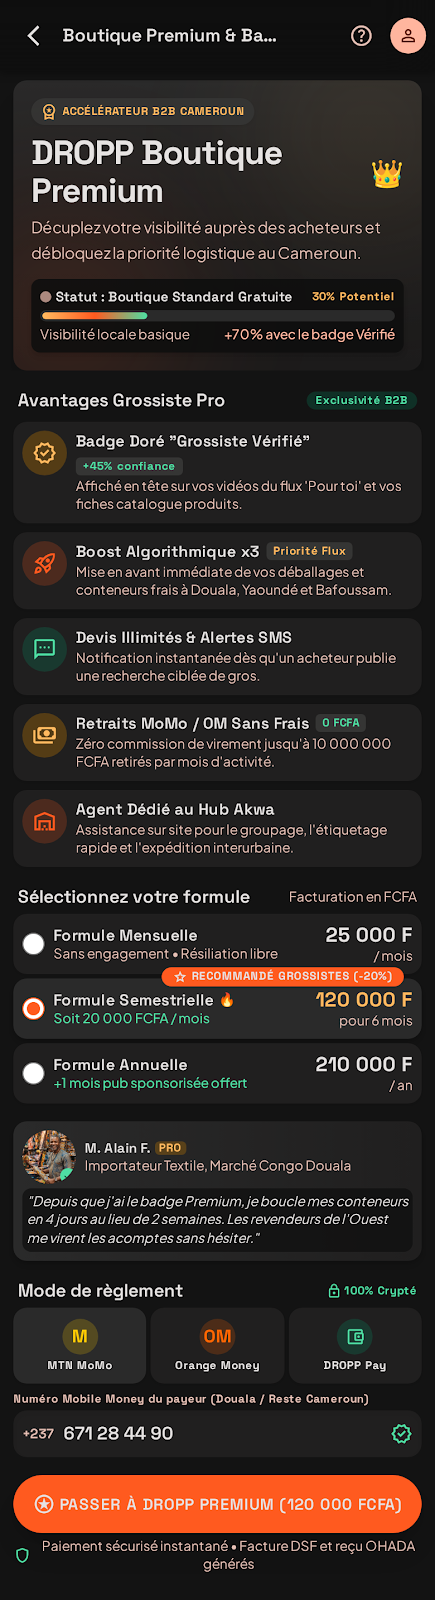 Boutique Premium & Ba...
ACCÉLÉRATEUR B2B CAMEROUN
DROPP Boutique
Premium
Décuplez votre visibilité auprès des acheteurs et
débloquez la priorité logistique au Cameroun.
Statut : Boutique Standard Gratuite 30% Potentiel
Visibilité locale basique +70% avec le badge Vérifié
Avantages Grossiste Pro Exclusivité B2B
Badge Doré "Grossiste Vérifié"
+45% confiance
Affiché en tête sur vos vidéos du flux 'Pour toi' et vos
fiches catalogue produits.
Boost Algorithmique x3 Priorité Flux
Mise en avant immédiate de vos déballages et
conteneurs frais à Douala, Yaoundé et Bafoussam.
Devis Illimités & Alertes SMS
Notification instantanée dès qu'un acheteur publie
une recherche ciblée de gros.
Retraits MoMo / OM Sans Frais 0 FCFA
Zéro commission de virement jusqu'à 10 000 000
FCFA retirés par mois d'activité.
Agent Dédié au Hub Akwa
Assistance sur site pour le groupage, l'étiquetage
rapide et l'expédition interurbaine.
Sélectionnez votre formule Facturation en FCFA
Formule Mensuelle 25 000 F
Sans engagement • Résiliation libre / mois
RECOMMANDÉ GROSSISTES (-20%)
Formule Semestrielle 🔥 120 000 F
Soit 20 000 FCFA / mois pour 6 mois
Formule Annuelle 210 000 F
+1 mois pub sponsorisée offert / an
M. Alain F. PRO
Importateur Textile, Marché Congo Douala
"Depuis que j'ai le badge Premium, je boucle mes conteneurs
en 4 jours au lieu de 2 semaines. Les revendeurs de l'Ouest
me virent les acomptes sans hésiter."
Mode de règlement 100% Crypté
M OM
MTN MoMo Orange Money DROPP Pay
Numéro Mobile Money du payeur (Douala / Reste Cameroun)
+237 671 28 44 90
PASSER À DROPP PREMIUM (120 000 FCFA)
Paiement sécurisé instantané • Facture DSF et reçu OHADA
générés